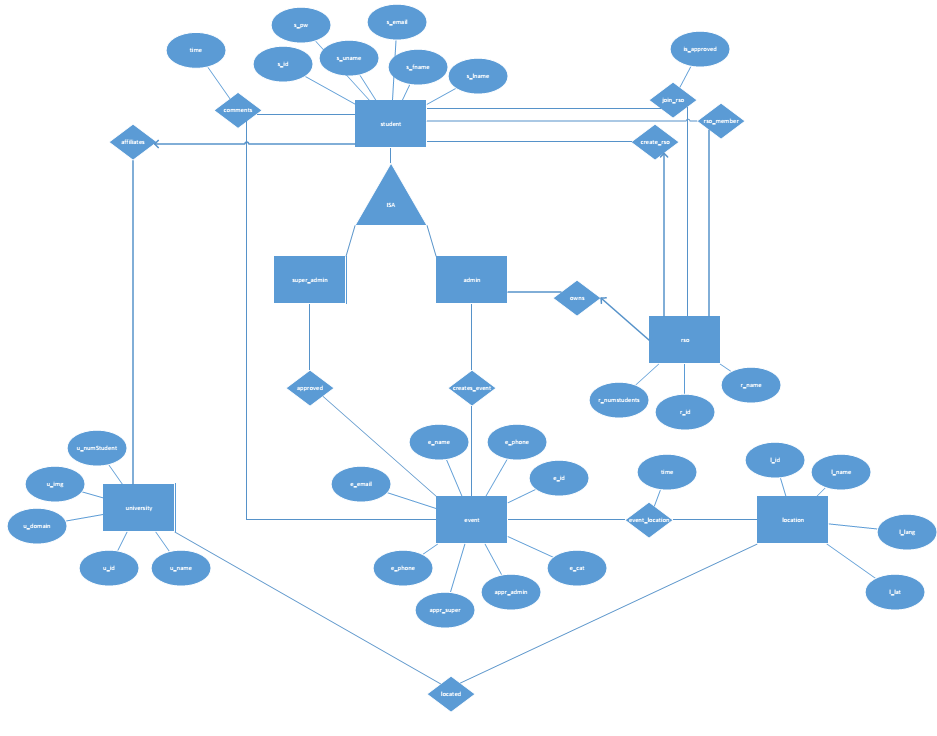 s_pw
s_email
time
s_uname
is_approved
s_id
s_fname
s_lname
comments
join_rso
student
rso_member
affiliates
create_rso
ISA
super_admin
admin
owns
rso
approved
creates_event
r_name
r_numstudents
r_id
u_numStudent
e_name
e_phone
l_id
l_name
time
u_img
e_email
e_id
university
event
event_location
location
u_domain
l_lang
u_id
u_name
e_phone
e_cat
appr_admin
l_lat
appr_super
located